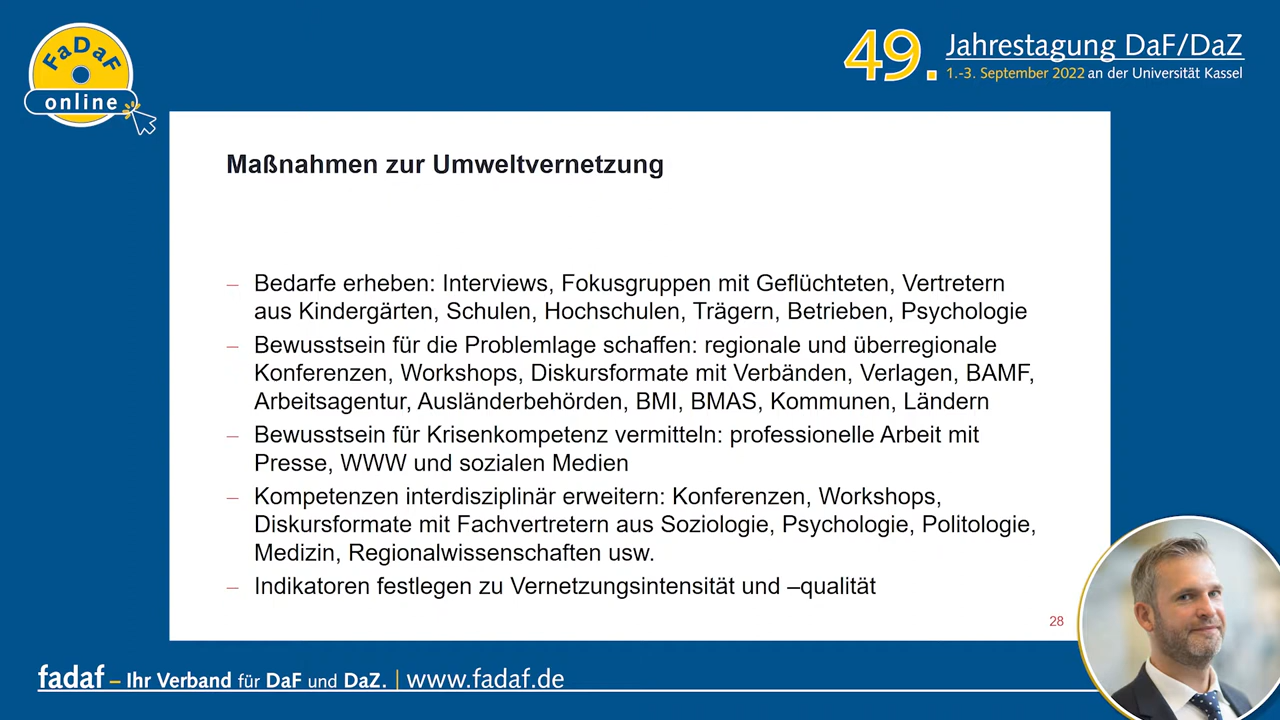 FaDaF
online
49. Jahrestagung DaF/DaZ
1.-3. September 2022 an der Universität Kassel
Maßnahmen zur Umweltvernetzung
– Bedarfe erheben: Interviews, Fokusgruppen mit Geflüchteten, Vertretern
aus Kindergärten, Schulen, Hochschulen, Trägern, Betrieben, Psychologie
– Bewusstsein für die Problemlage schaffen: regionale und überregionale
Konferenzen, Workshops, Diskursformate mit Verbänden, Verlagen, BAMF,
Arbeitsagentur, Ausländerbehörden, BMI, BMAS, Kommunen, Ländern
– Bewusstsein für Krisenkompetenz vermitteln: professionelle Arbeit mit
Presse, WWW und sozialen Medien
– Kompetenzen interdisziplinär erweitern: Konferenzen, Workshops,
Diskursformate mit Fachvertretern aus Soziologie, Psychologie, Politologie,
Medizin, Regionalwissenschaften usw.
– Indikatoren festlegen zu Vernetzungsintensität und –qualität
28
fadaf – Ihr Verband für DaF und DaZ. | www.fadaf.de